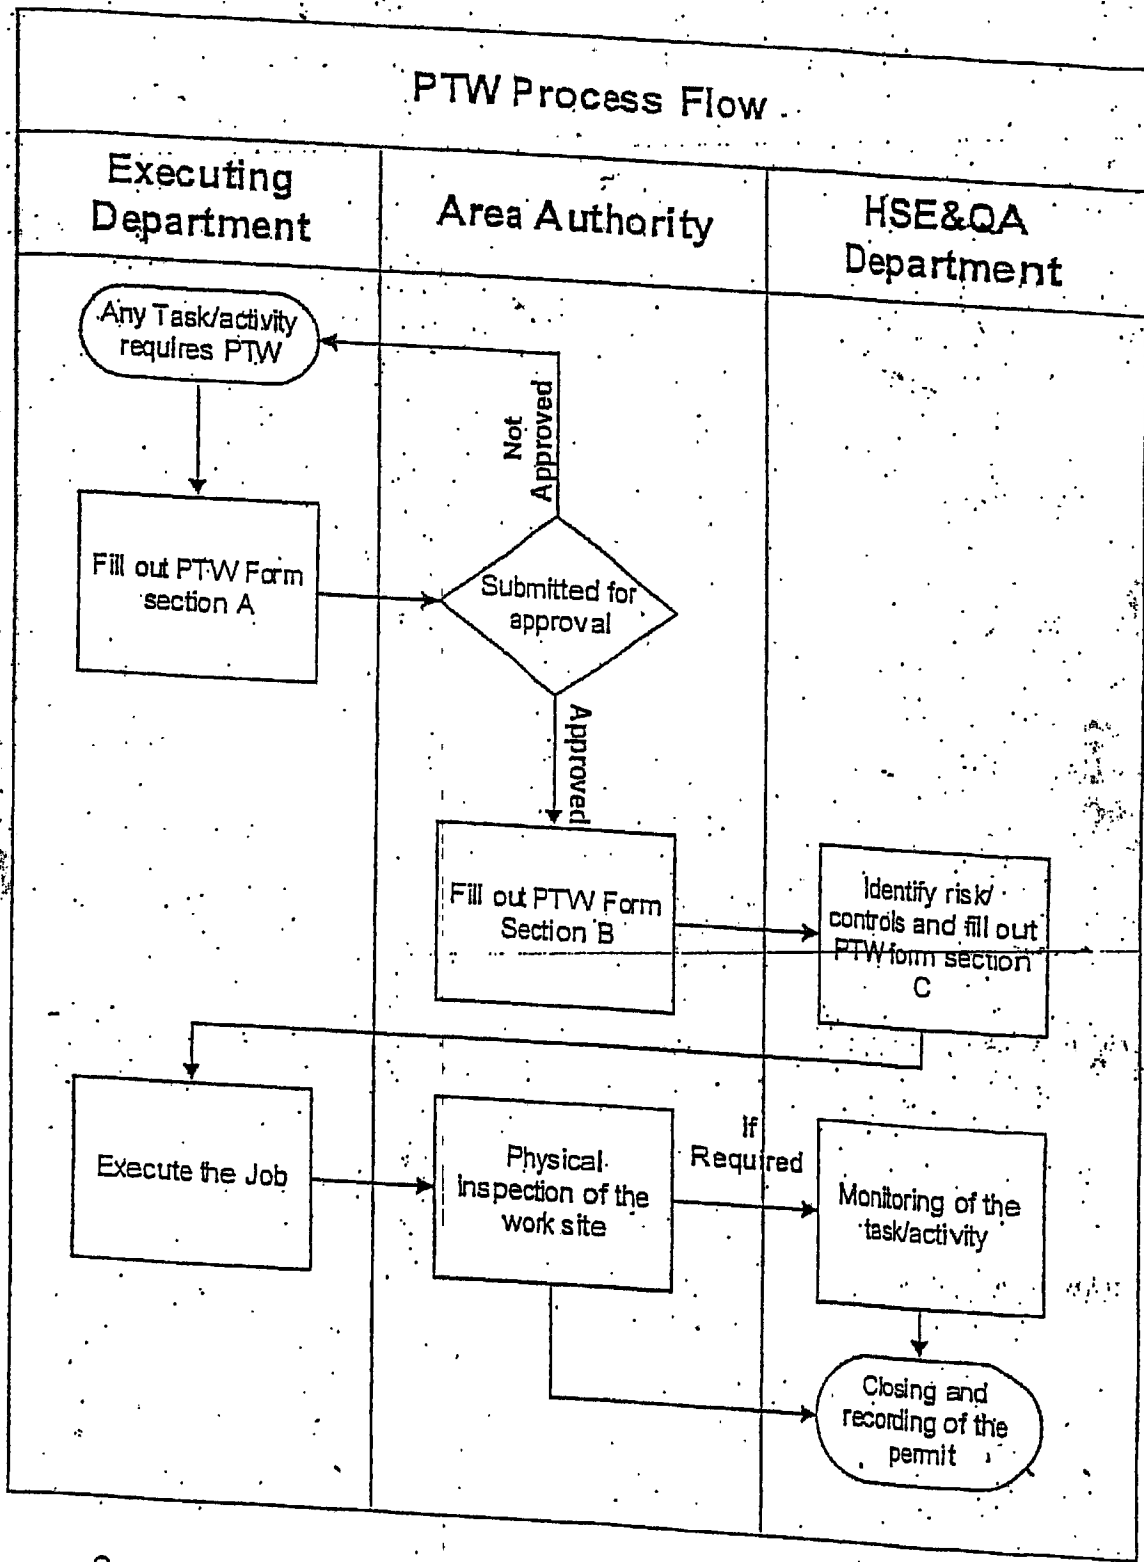 PTW Process Flow
Executing
Department
Area Authority
HSE&QA
Department
Any Task/activity
requires PTW
Not
Approved
Fill out PTW Form
section A
Submitted for
approval
Approved
Fill out PTW Form
Section B
Identify risk/
controls and fill out
PTW form section
C
Execute the Job
Physical
inspection of the
work site
If
Required
Monitoring of the
task/activity
Closing and
recording of the
permit